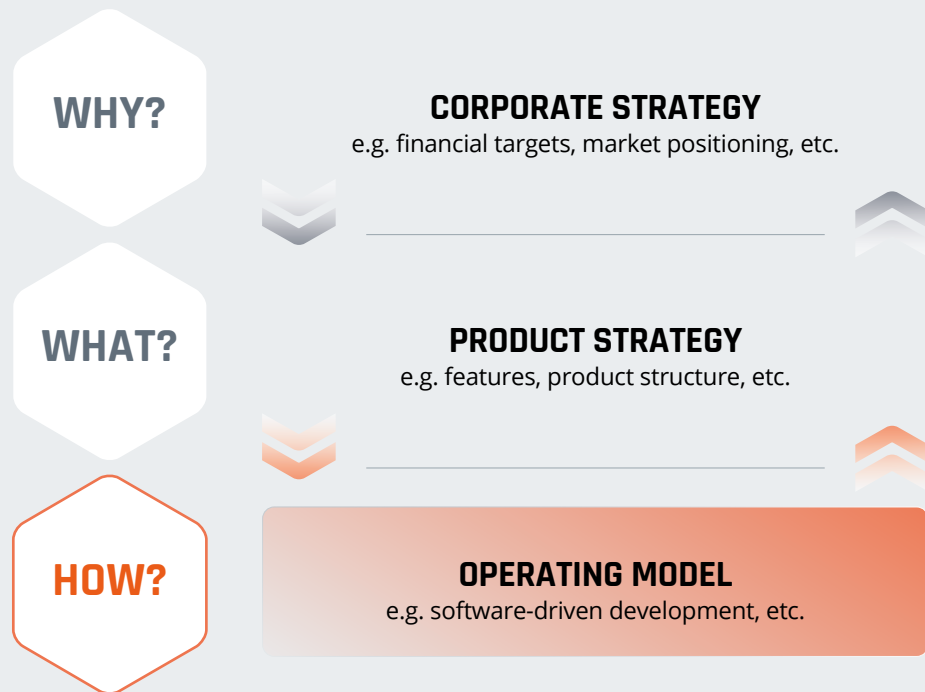 WHY?
CORPORATE STRATEGY
e.g. financial targets, market positioning, etc.
WHAT?
PRODUCT STRATEGY
e.g. features, product structure, etc.
HOW?
OPERATING MODEL
e.g. software-driven development, etc.